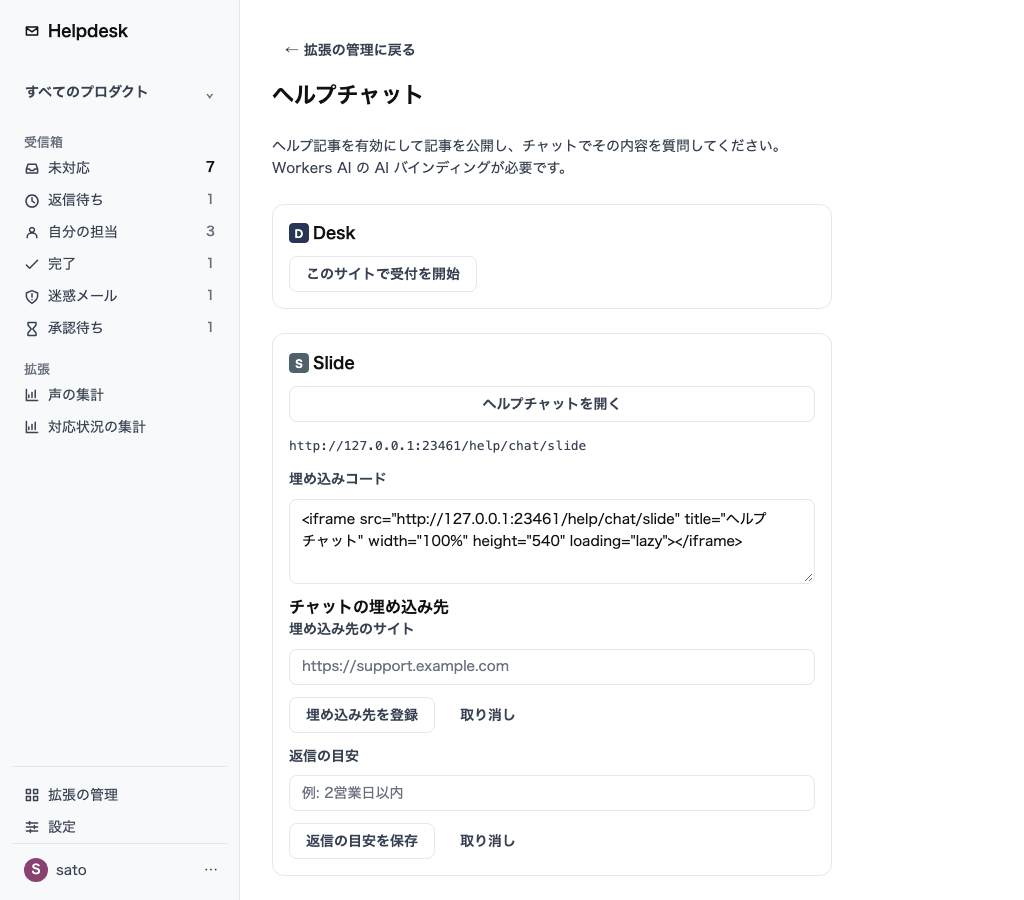 Helpdesk
すべてのプロダクト
受信箱
未対応 7
返信待ち 1
自分の担当 3
完了 1
迷惑メール 1
承認待ち 1
拡張
声の集計
対応状況の集計
拡張の管理
設定
S sato ...
← 拡張の管理に戻る
ヘルプチャット
ヘルプ記事を有効にして記事を公開し、チャットでその内容を質問してください。
Workers AI の AI バインディングが必要です。
D Desk
このサイトで受付を開始
S Slide
ヘルプチャットを開く
http://127.0.0.1:23461/help/chat/slide
埋め込みコード
<iframe src="http://127.0.0.1:23461/help/chat/slide" title="ヘルプ
チャット" width="100%" height="540" loading="lazy"></iframe>
チャットの埋め込み先
埋め込み先のサイト
https://support.example.com
埋め込み先を登録 取り消し
返信の目安
例: 2営業日以内
返信の目安を保存 取り消し